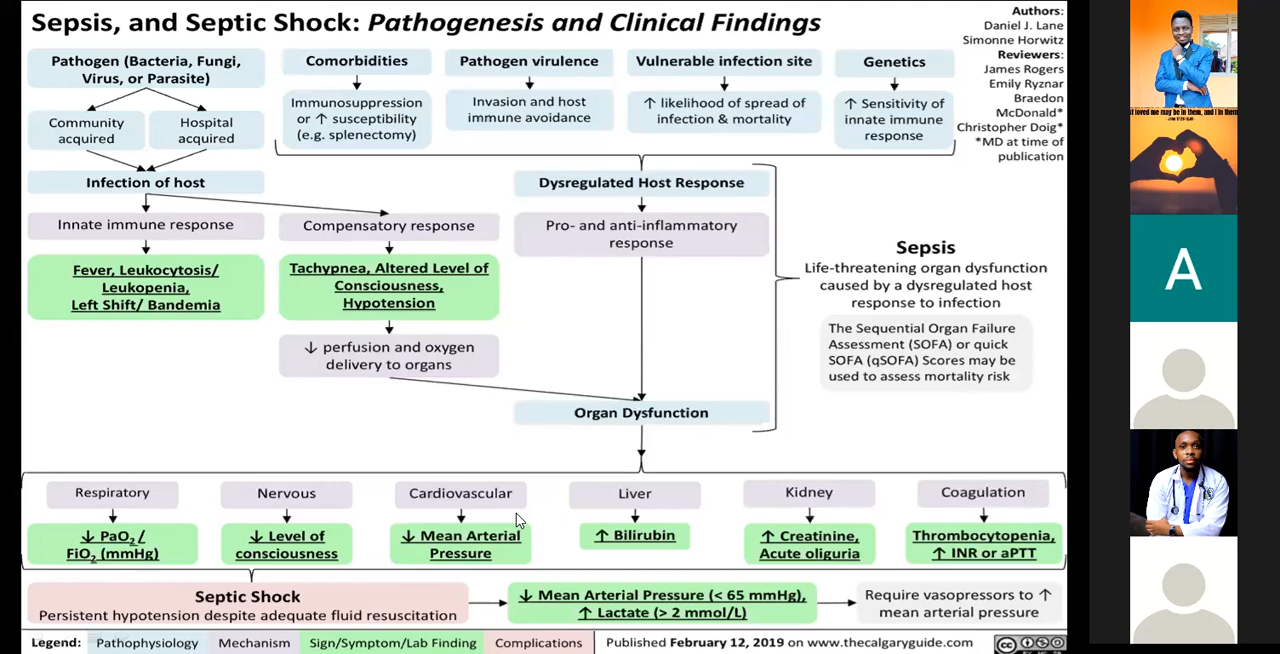 Sepsis, and Septic Shock: Pathogenesis and Clinical Findings
Authors:
Daniel J. Lane
Simonne Horwitz
Reviewers:
James Rogers
Emily Ryznar
Braedon
McDonald*
Christopher Doig*
*MD at time of
publication
Pathogen (Bacteria, Fungi,
Virus, or Parasite)
Community
acquired
Hospital
acquired
Comorbidities
Immunosuppression
or ↑ susceptibility
(e.g. splenectomy)
Pathogen virulence
Invasion and host
immune avoidance
Vulnerable infection site
↑ likelihood of spread of
infection & mortality
Genetics
↑ Sensitivity of
innate immune
response
Infection of host
Dysregulated Host Response
Innate immune response
Compensatory response
Pro- and anti-inflammatory
response
Fever, Leukocytosis/
Leukopenia,
Left Shift/ Bandemia
Tachypnea, Altered Level of
Consciousness,
Hypotension
↓ perfusion and oxygen
delivery to organs
Organ Dysfunction
Sepsis
Life-threatening organ dysfunction
caused by a dysregulated host
response to infection
The Sequential Organ Failure
Assessment (SOFA) or quick
SOFA (qSOFA) Scores may be
used to assess mortality risk
Respiratory
↓ PaO2/
FiO2 (mmHg)
Nervous
↓ Level of
consciousness
Cardiovascular
↓ Mean Arterial
Pressure
Liver
↑ Bilirubin
Kidney
↑ Creatinine,
Acute oliguria
Coagulation
Thrombocytopenia,
↑ INR or aPTT
Septic Shock
Persistent hypotension despite adequate fluid resuscitation
↓ Mean Arterial Pressure (< 65 mmHg),
↑ Lactate (> 2 mmol/L)
Require vasopressors to ↑
mean arterial pressure
Legend:
Pathophysiology
Mechanism
Sign/Symptom/Lab Finding
Complications
Published February 12, 2019 on www.thecalgaryguide.com
loved me may be in them, and I in them
A